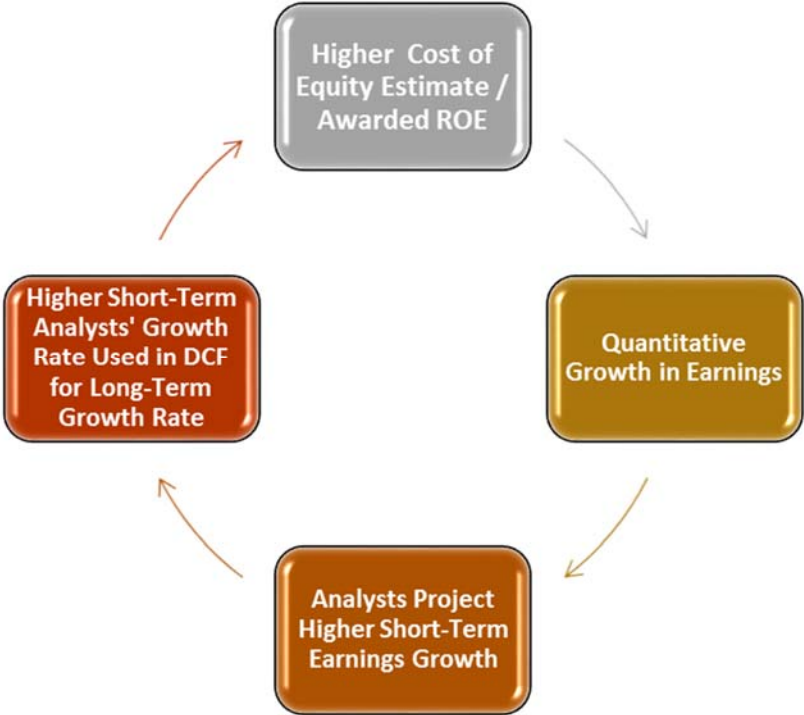 Higher Cost of
Equity Estimate /
Awarded ROE
Quantitative
Growth in Earnings
Analysts Project
Higher Short-Term
Earnings Growth
Higher Short-Term
Analysts' Growth
Rate Used in DCF
for Long-Term
Growth Rate